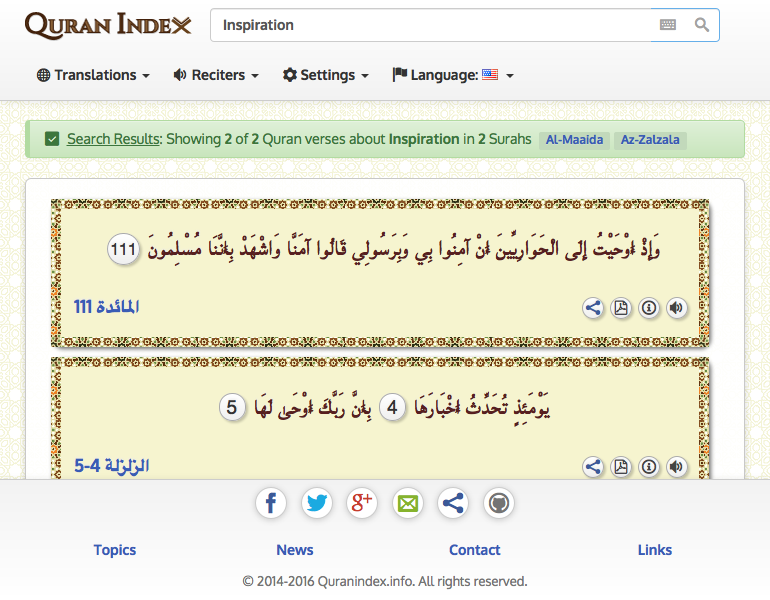 QURAN INDEX
Inspiration
Translations Reciters Settings Language:
Search Results: Showing 2 of 2 Quran verses about Inspiration in 2 Surahs Al-Maaida Az-Zalzala
وَإِذْ أَوْحَيْتُ إِلَى الْحَوَارِيِّينَ أَنْ آمِنُوا بِي وَبِرَسُولِي قَالُوا آمَنَّا وَاشْهَدْ بِأَنَّنَا مُسْلِمُونَ 111
المائدة 111
يَوْمَئِذٍ تُحَدِّثُ أَخْبَارَهَا 4 بِأَنَّ رَبَّكَ أَوْحَى لَهَا 5
الزلزلة 4-5
Topics News Contact Links
© 2014-2016 Quranindex.info. All rights reserved.